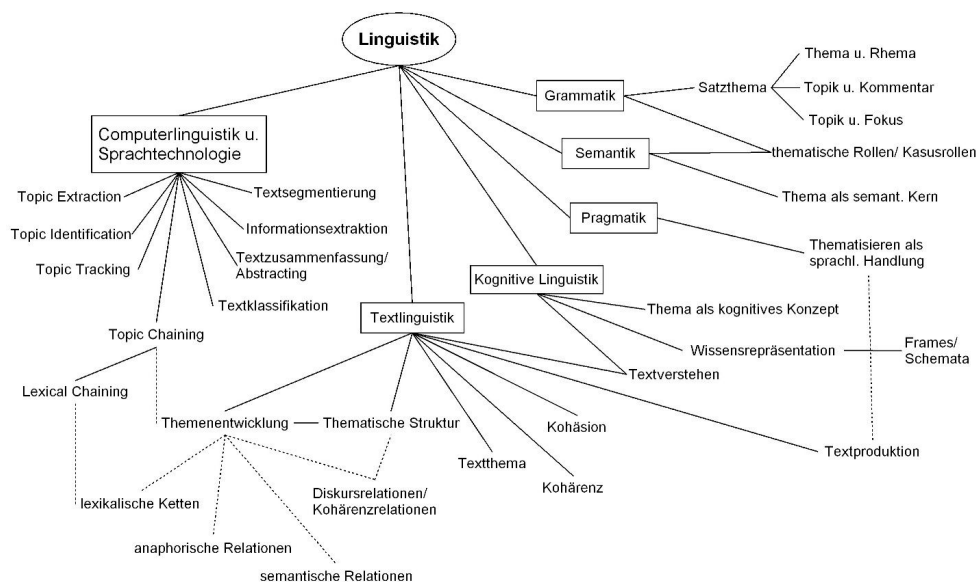 Linguistik
Thema u. Rhema
Grammatik
Satzthema
Topik u. Kommentar
Topik u. Fokus
Computerlinguistik u.
Sprachtechnologie
Semantik
thematische Rollen/ Kasusrollen
Topic Extraction
Textsegmentierung
Thema als semant. Kern
Pragmatik
Topic Identification
Informationsextraktion
Thematisieren als
sprachl. Handlung
Topic Tracking
Textzusammenfassung/
Abstracting
Kognitive Linguistik
Textklassifikation
Thema als kognitives Konzept
Textlinguistik
Topic Chaining
Wissensrepräsentation
Frames/
Schemata
Textverstehen
Lexical Chaining
Themenentwicklung
Thematische Struktur
Kohäsion
Textproduktion
Textthema
Kohärenz
lexikalische Ketten
Diskursrelationen/
Kohärenzrelationen
anaphorische Relationen
semantische Relationen